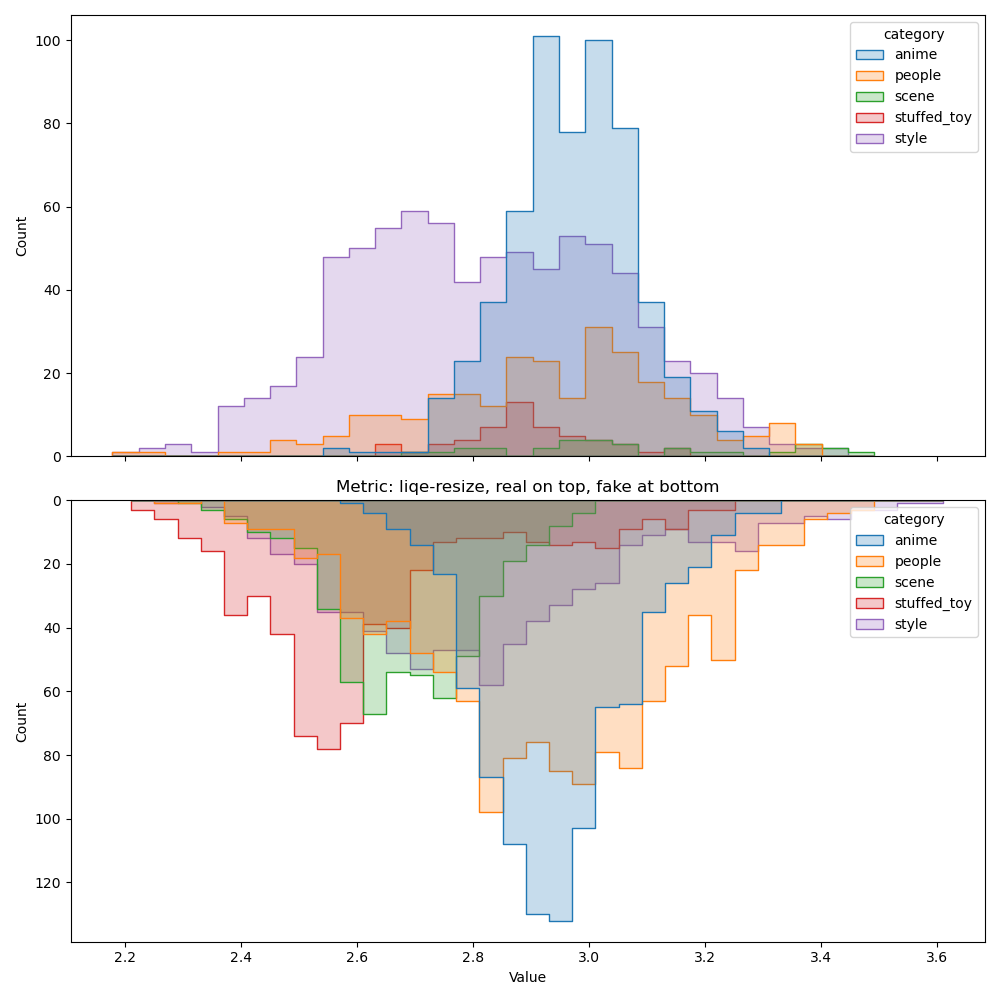 100
80
60
40
20
0
Count
category
anime
people
scene
stuffed_toy
style
Metric: liqe-resize, real on top, fake at bottom
0
20
40
60
80
100
120
Count
category
anime
people
scene
stuffed_toy
style
2.2 2.4 2.6 2.8 3.0 3.2 3.4 3.6
Value